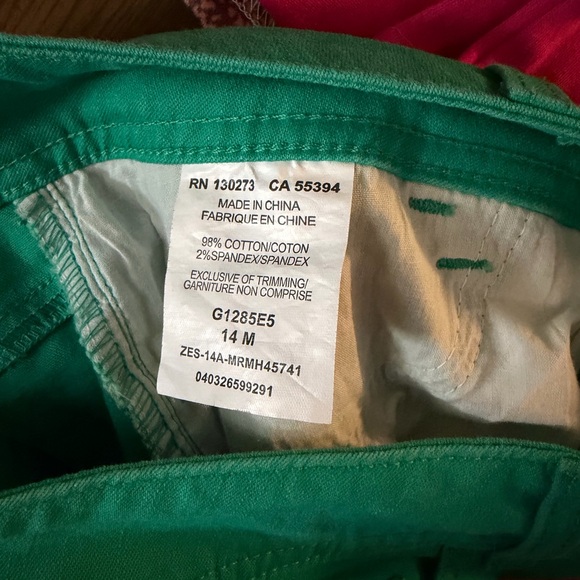 RN 130273 CA 55394
MADE IN CHINA
FABRIQUE EN CHINE
98% COTTON/COTON
2%SPANDEX/SPANDEX
EXCLUSIVE OF TRIMMING/
GARNITURE NON COMPRISE
G1285E5
14 M
ZES-14A-MRMH45741
040326599291